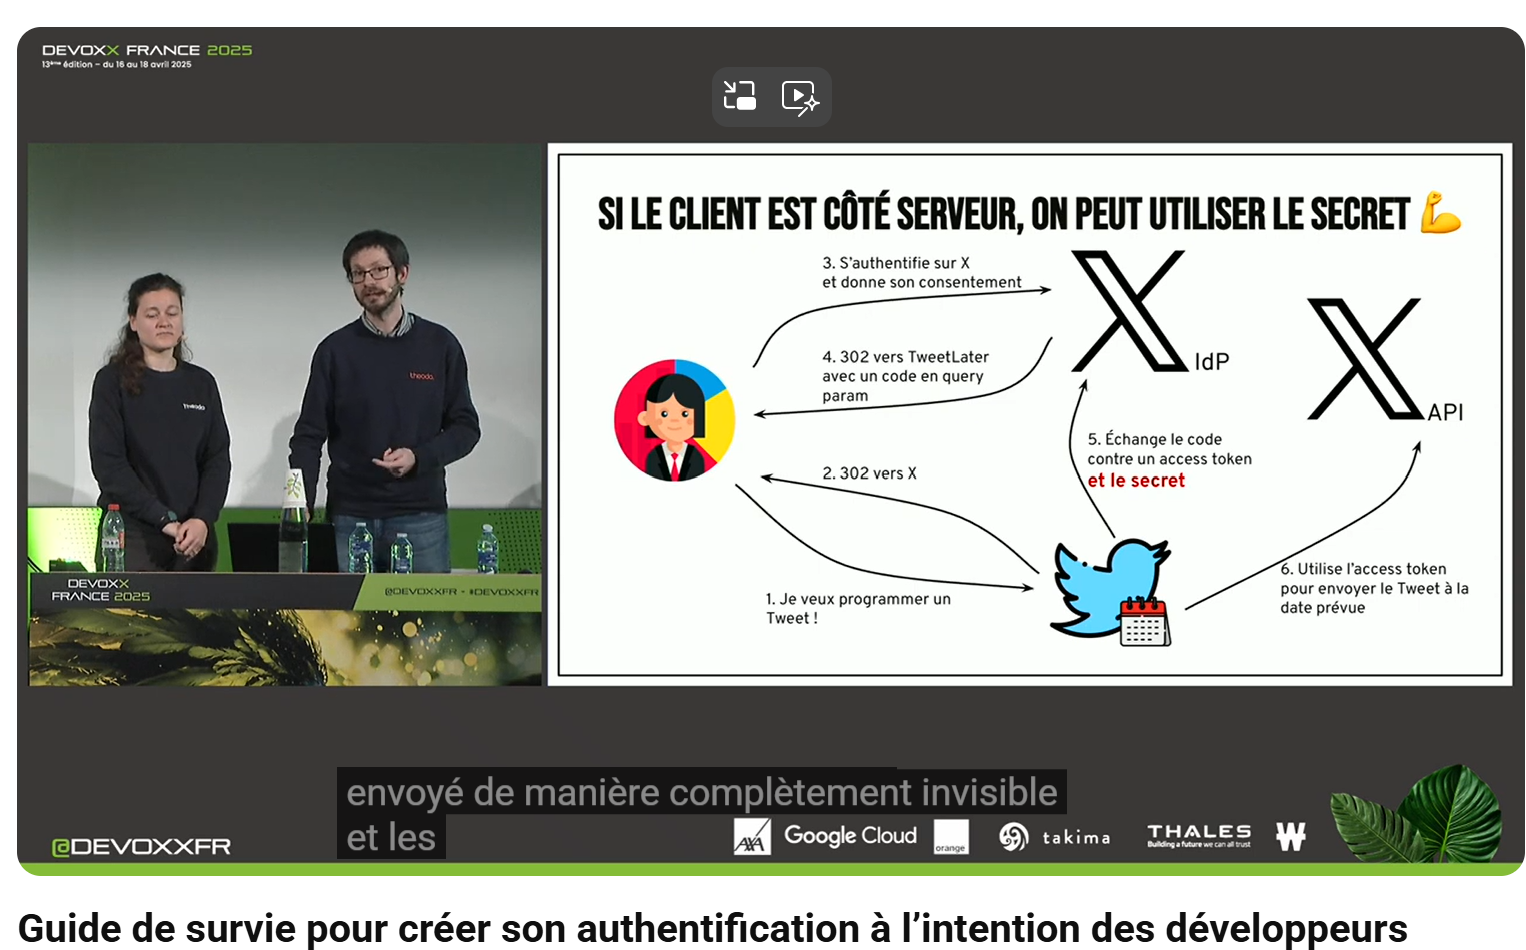 DEVOXX FRANCE 2025
13ème édition – du 16 au 18 avril 2025
theodo.
Theodo
DEVOXX
FRANCE 2025
@DEVOXXFR - #DEVOXXFR
SI LE CLIENT EST CÔTÉ SERVEUR, ON PEUT UTILISER LE SECRET 💪
3. S'authentifie sur X
et donne son consentement
4. 302 vers TweetLater
avec un code en query
param
IdP
API
5. Échange le code
contre un access token
et le secret
2. 302 vers X
1. Je veux programmer un
Tweet !
6. Utilise l'access token
pour envoyer le Tweet à la
date prévue
envoyé de manière complètement invisible
et les
@DEVOXXFR
AXA
Google Cloud
orange
takima
THALES
Building a future we can all trust
W
Guide de survie pour créer son authentification à l'intention des développeurs